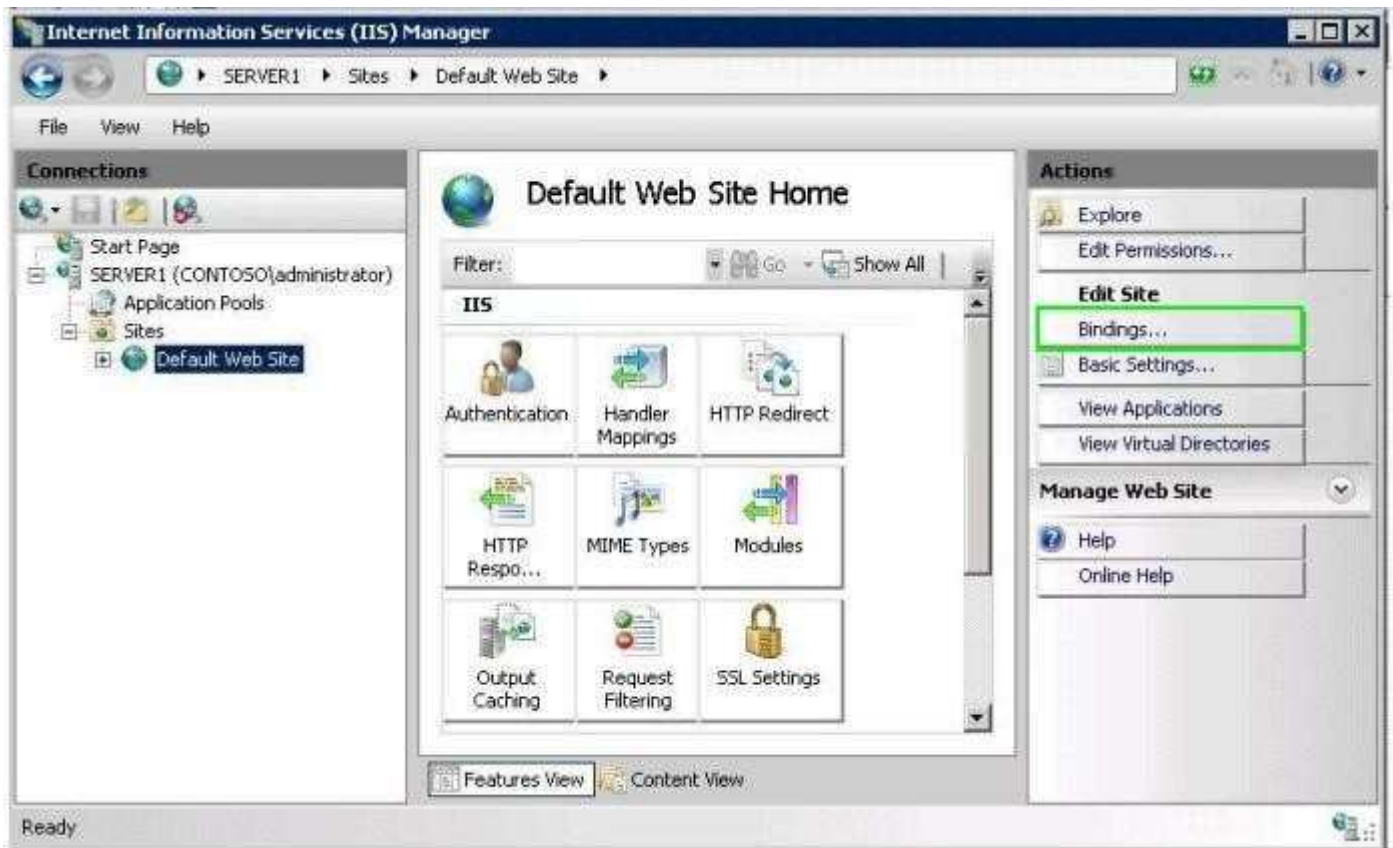 Internet Information Services (IIS) Manager
SERVER1 Sites Default Web Site
File View Help
Connections
Start Page
SERVER1 (CONTOSO\administrator)
Application Pools
Sites
Default Web Site
Default Web Site Home
Filter: Go Show All
IIS
Authentication
Handler
Mappings
HTTP Redirect
HTTP
Respo...
MIME Types
Modules
Output
Caching
Request
Filtering
SSL Settings
Features View Content View
Actions
Explore
Edit Permissions...
Edit Site
Bindings...
Basic Settings...
View Applications
View Virtual Directories
Manage Web Site
Help
Online Help
Ready